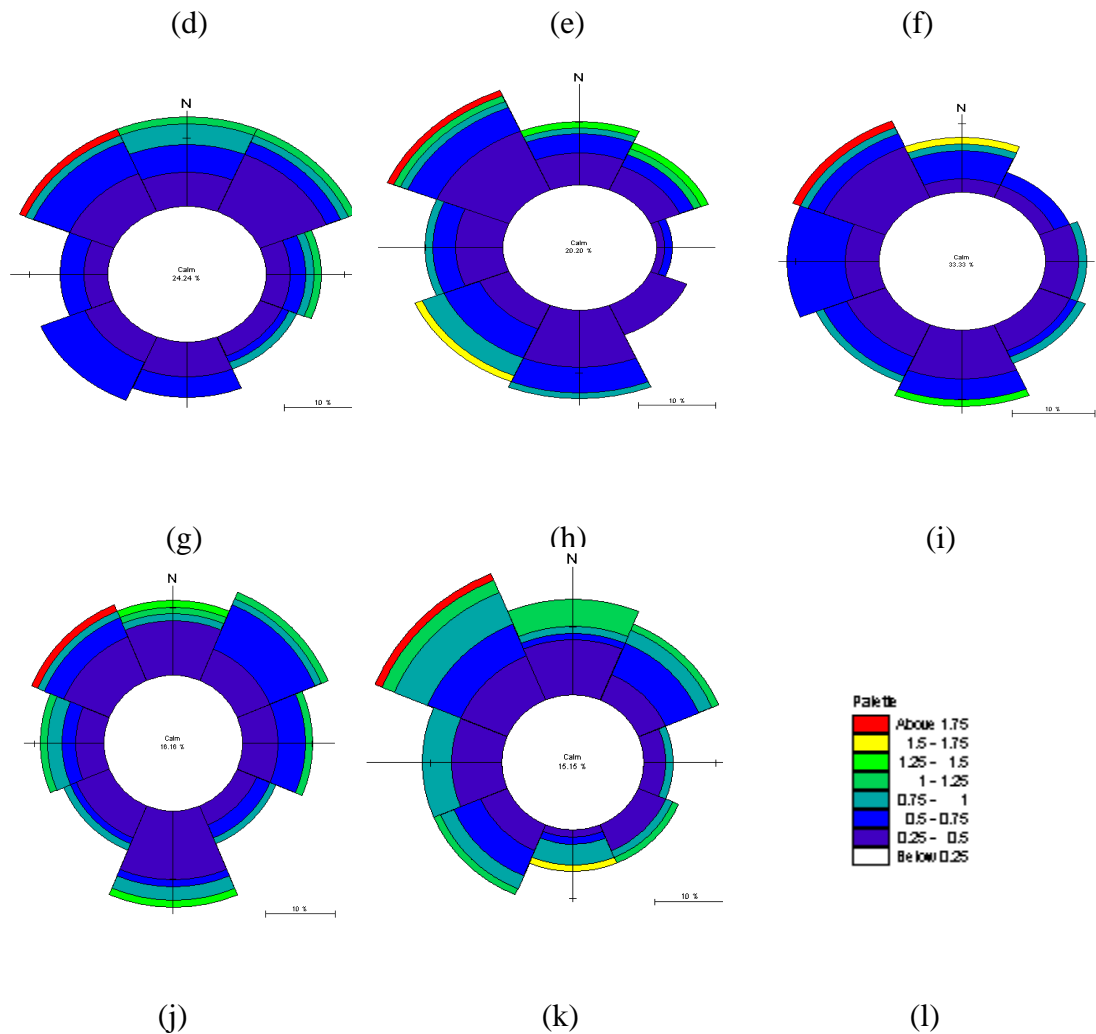 (d) (e) (f)
N N N
Calm
24.24 %
Calm
20.20 %
Calm
33.33 %
10 % 10 % 10 %
(g) (h) (i)
N N
Calm
16.16 %
Calm
15.15 %
10 % 10 %
Palette
Above 1.75
1.5 - 1.75
1.25 - 1.5
1 - 1.25
0.75 - 1
0.5 - 0.75
0.25 - 0.5
Below 0.25
(j) (k) (l)